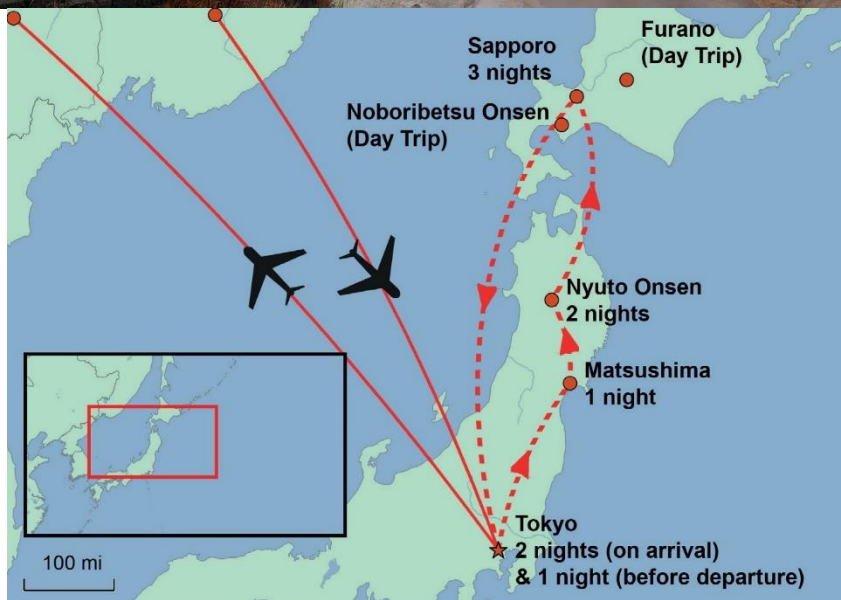 Sapporo
3 nights
Furano
(Day Trip)
Noboribetsu Onsen
(Day Trip)
Nyuto Onsen
2 nights
Matsushima
1 night
Tokyo
2 nights (on arrival)
& 1 night (before departure)
100 mi